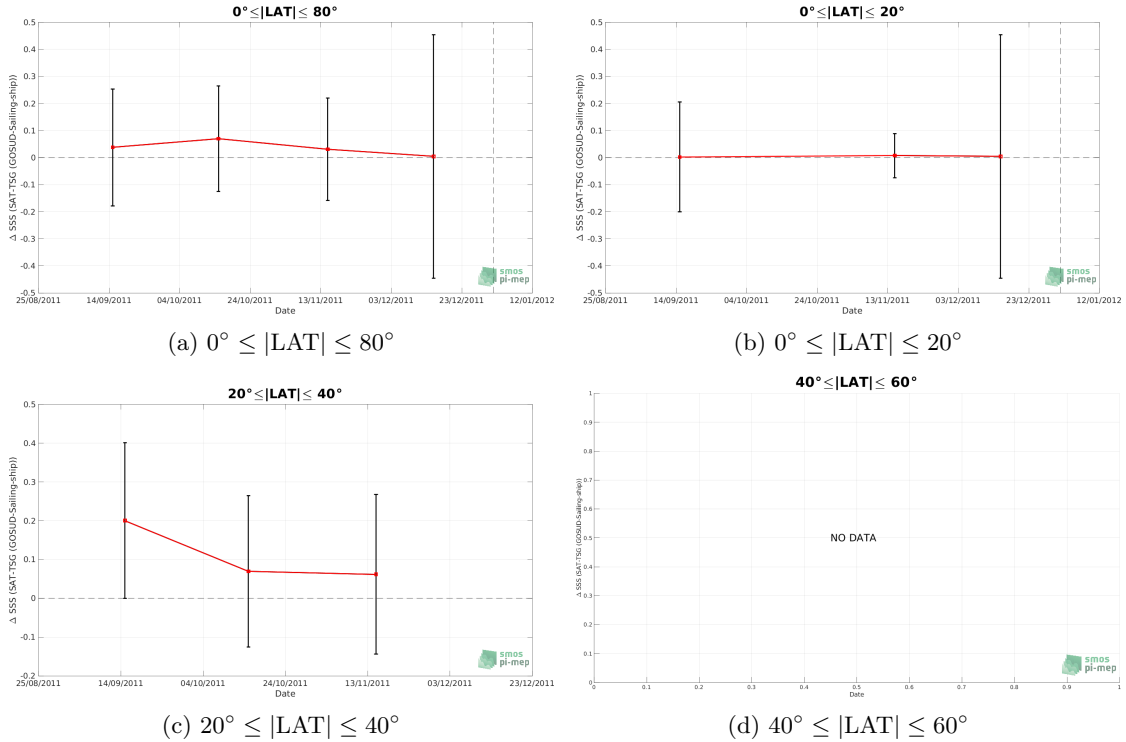 0°≤|LAT|≤ 80°
Δ SSS (SAT-TSG (GOSUD-Sailing-ship))
0.5
0.4
0.3
0.2
0.1
0
-0.1
-0.2
-0.3
-0.4
-0.5
25/08/2011 14/09/2011 04/10/2011 24/10/2011 13/11/2011 03/12/2011 23/12/2011 12/01/2012
Date
smos
pi-mep
(a) 0° ≤ |LAT| ≤ 80°
0°≤|LAT|≤ 20°
Δ SSS (SAT-TSG (GOSUD-Sailing-ship))
0.5
0.4
0.3
0.2
0.1
0
-0.1
-0.2
-0.3
-0.4
-0.5
25/08/2011 14/09/2011 04/10/2011 24/10/2011 13/11/2011 03/12/2011 23/12/2011 12/01/2012
Date
smos
pi-mep
(b) 0° ≤ |LAT| ≤ 20°
20°≤|LAT|≤ 40°
Δ SSS (SAT-TSG (GOSUD-Sailing-ship))
0.5
0.4
0.3
0.2
0.1
0
-0.1
-0.2
25/08/2011 14/09/2011 04/10/2011 24/10/2011 13/11/2011 03/12/2011 23/12/2011
Date
smos
pi-mep
(c) 20° ≤ |LAT| ≤ 40°
40°≤|LAT|≤ 60°
Δ SSS (SAT-TSG (GOSUD-Sailing-ship))
1
0.9
0.8
0.7
0.6
0.5
0.4
0.3
0.2
0.1
0
NO DATA
0 0.1 0.2 0.3 0.4 0.5 0.6 0.7 0.8 0.9 1
Date
smos
pi-mep
(d) 40° ≤ |LAT| ≤ 60°